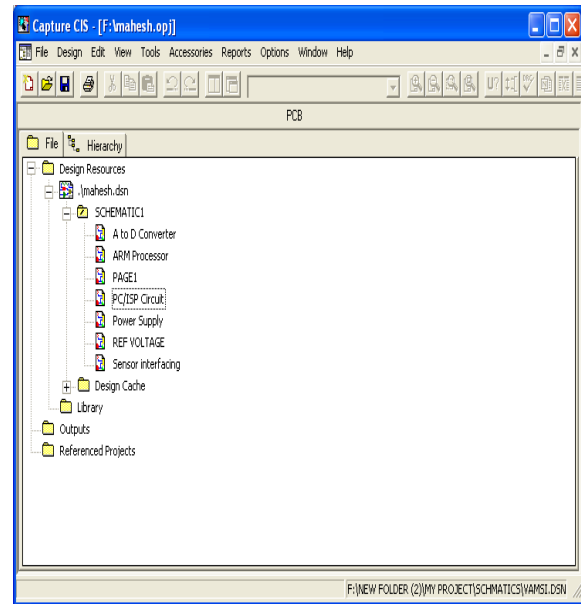 Capture CIS - [F:\mahesh.opj]
File Design Edit View Tools Accessories Reports Options Window Help
U?
PCB
File Hierarchy
Design Resources
.\mahesh.dsn
SCHEMATIC1
A to D Converter
ARM Processor
PAGE1
PC/ISP Circuit
Power Supply
REF VOLTAGE
Sensor interfacing
Design Cache
Library
Outputs
Referenced Projects
F:\NEW FOLDER (2)\MY PROJECT\SCHMATICS\VAMSI.DSN